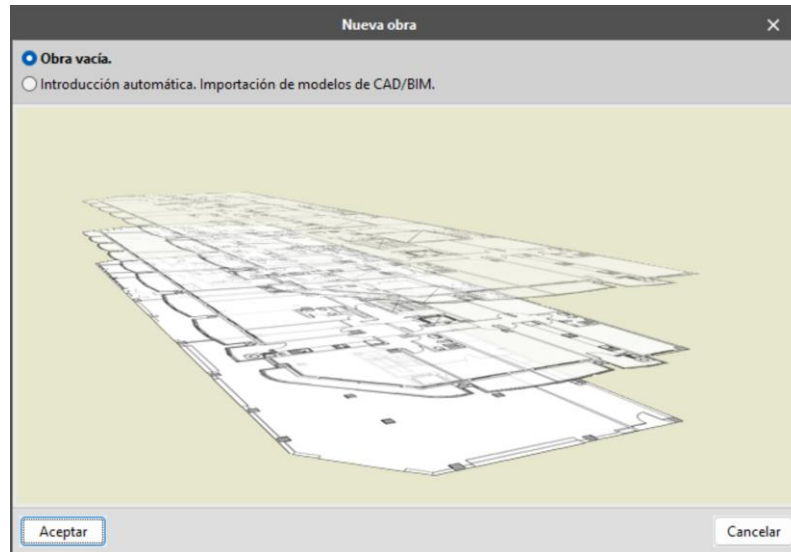 Nueva obra
Obra vacía.
Introducción automática. Importación de modelos de CAD/BIM.
Aceptar
Cancelar